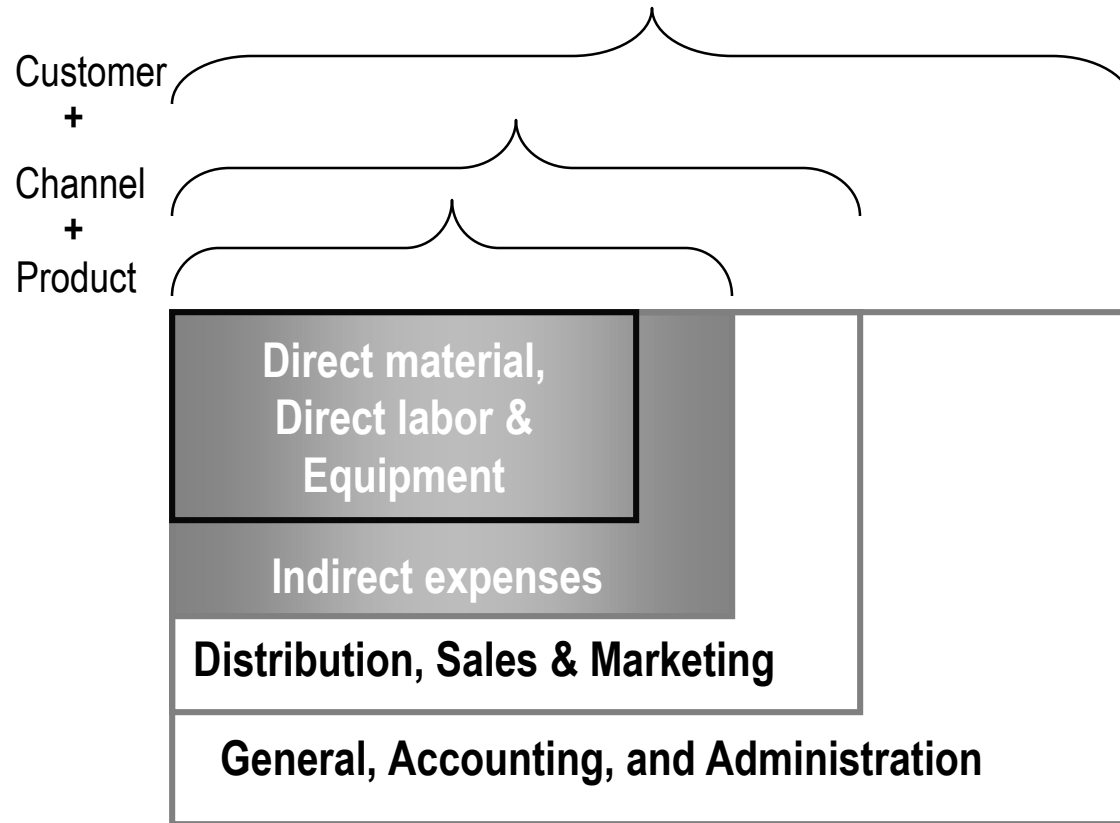 Customer
+
Channel
+
Product
Direct material,
Direct labor &
Equipment
Indirect expenses
Distribution, Sales & Marketing
General, Accounting, and Administration